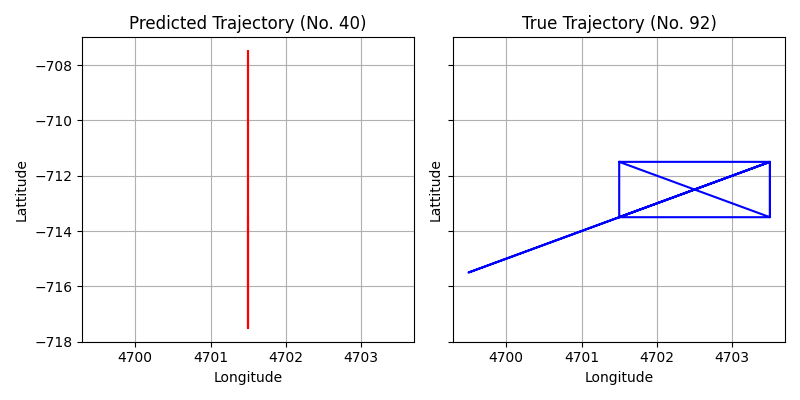 Predicted Trajectory (No. 40)
Lattitude
−708
−710
−712
−714
−716
−718
4700
4701
4702
4703
Longitude
True Trajectory (No. 92)
Lattitude
4700
4701
4702
4703
Longitude